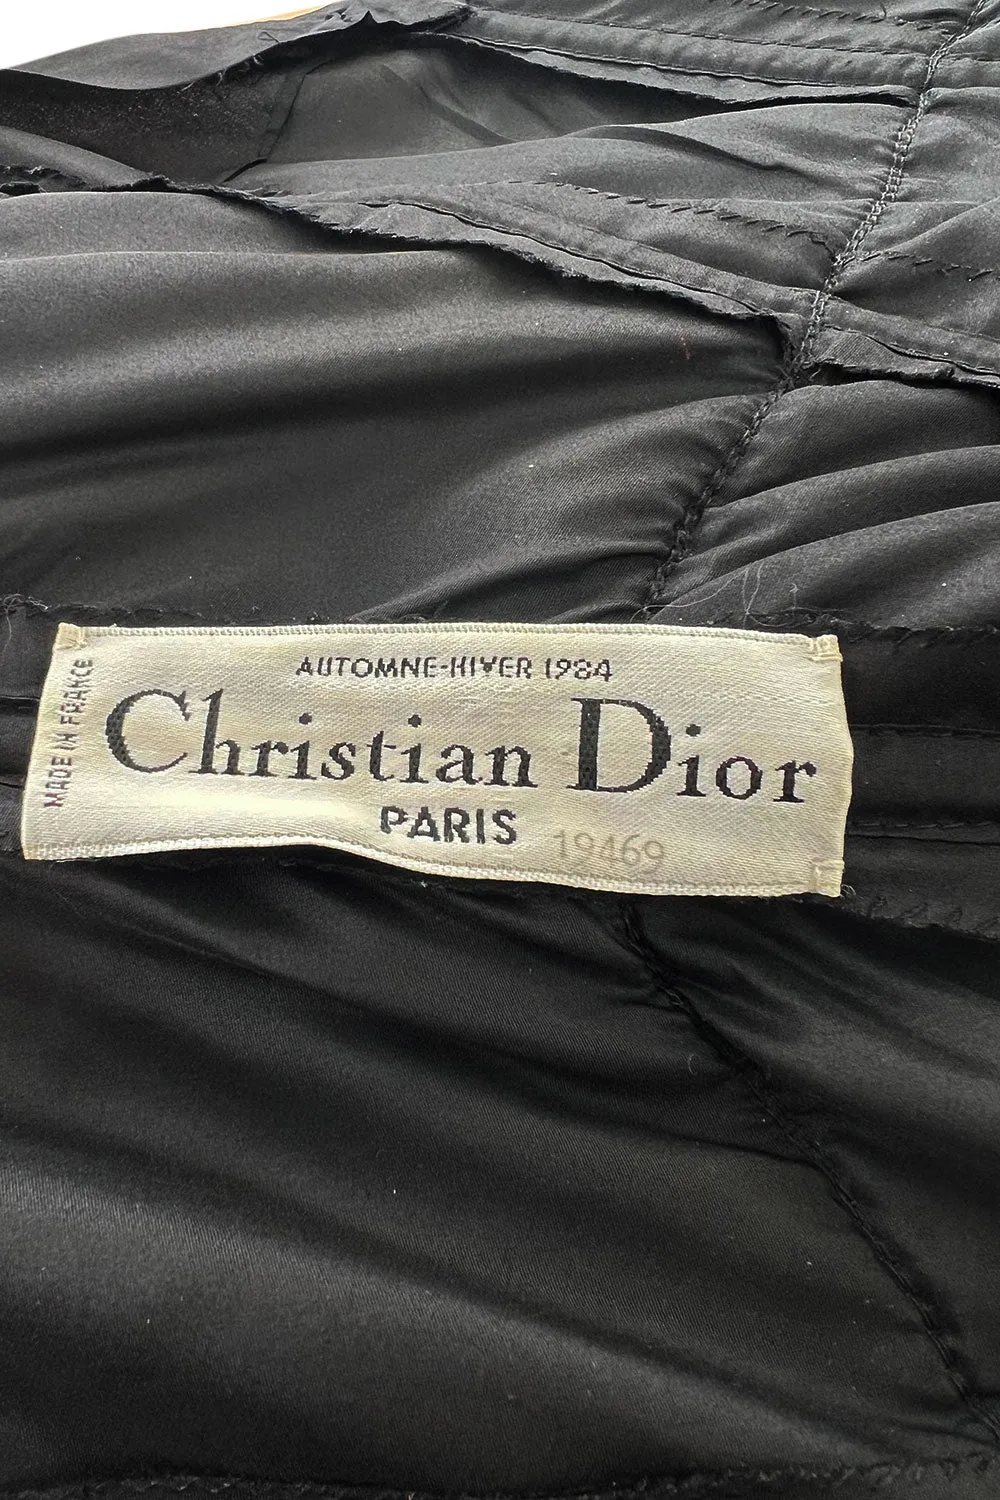 AUTOMNE-HIVER 1984
Christian Dior
PARIS 19469
MADE IN FRANCE